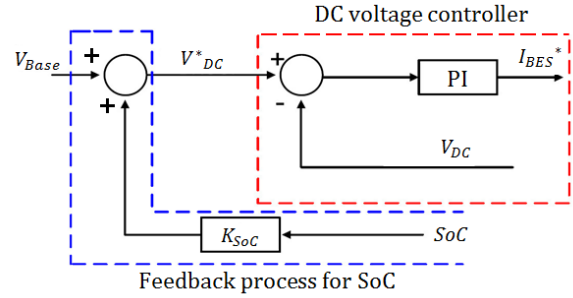 DC voltage controller
V_Base
+
+
V*_DC
+
-
PI
I_BES*
V_DC
K_SoC
SoC
Feedback process for SoC